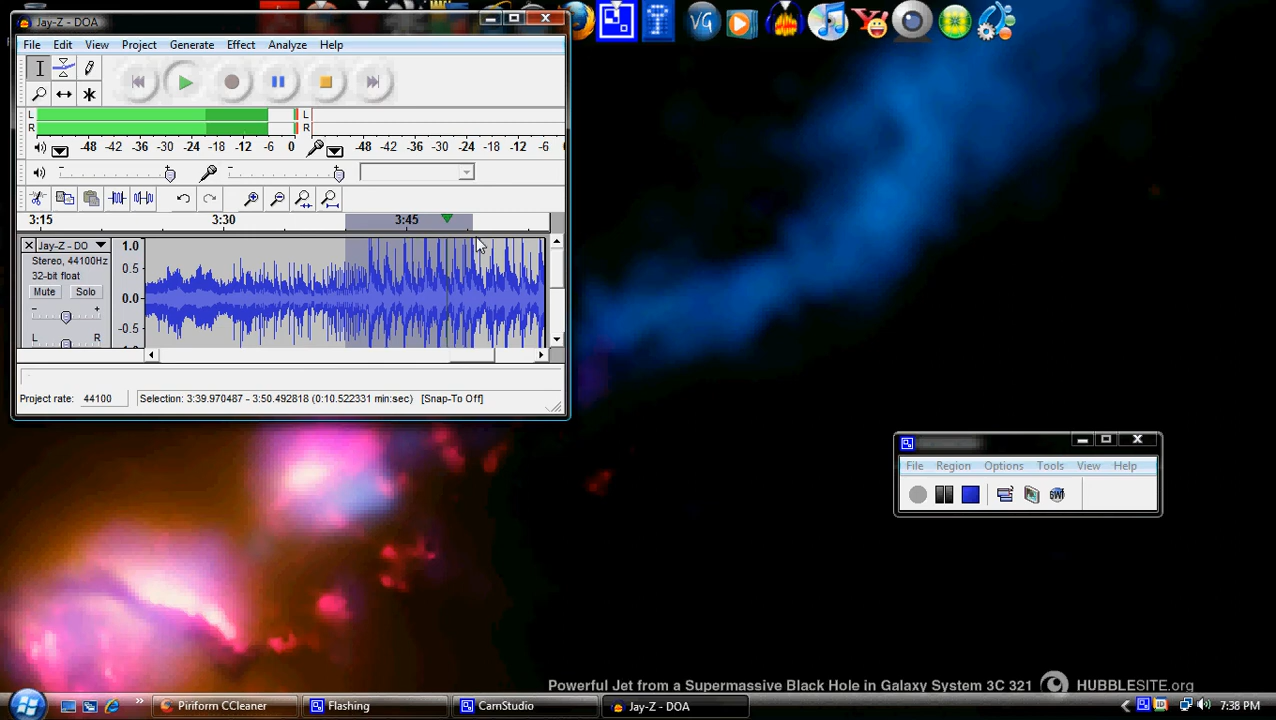 Jay-Z - DOA
File Edit View Project Generate Effect Analyze Help
L L
R R
-48 -42 -36 -30 -24 -18 -12 -6 0 -48 -42 -36 -30 -24 -18 -12 -6
3:15 3:30 3:45
Jay-Z - DO
Stereo, 44100Hz
32-bit float
Mute Solo
- +
L R
1.0
0.5
0.0
-0.5
Project rate: 44100 Selection: 3:39.970487 - 3:50.492818 (0:10.522331 min:sec) [Snap-To Off]
VG
File Region Options Tools View Help
SWF
Powerful Jet from a Supermassive Black Hole in Galaxy System 3C 321 HUBBLESITE.org
Piriform CCleaner Flashing CamStudio Jay-Z - DOA 7:38 PM